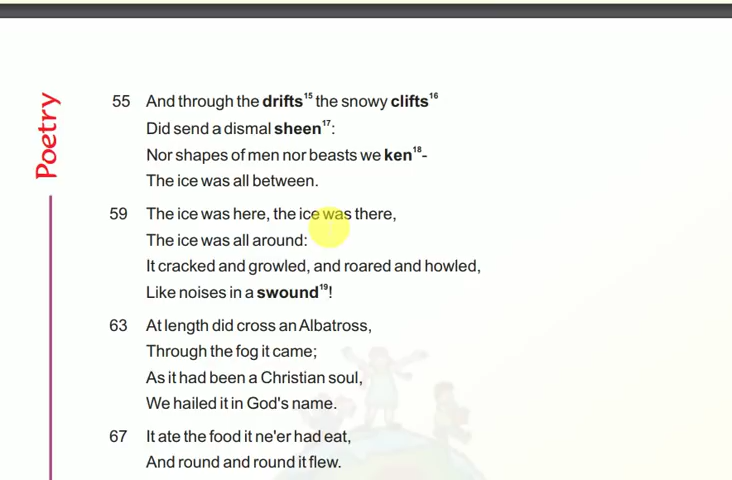 Poetry
55 And through the drifts15 the snowy clifts16
Did send a dismal sheen17:
Nor shapes of men nor beasts we ken18-
The ice was all between.
59 The ice was here, the ice was there,
The ice was all around:
It cracked and growled, and roared and howled,
Like noises in a swound19!
63 At length did cross an Albatross,
Through the fog it came;
As it had been a Christian soul,
We hailed it in God's name.
67 It ate the food it ne'er had eat,
And round and round it flew.